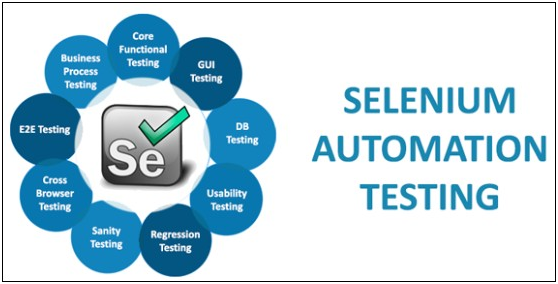 Core
Functional
Testing
GUI
Testing
DB
Testing
Usability
Testing
Regression
Testing
Sanity
Testing
Cross
Browser
Testing
E2E Testing
Business
Process
Testing
Se
SELENIUM
AUTOMATION
TESTING